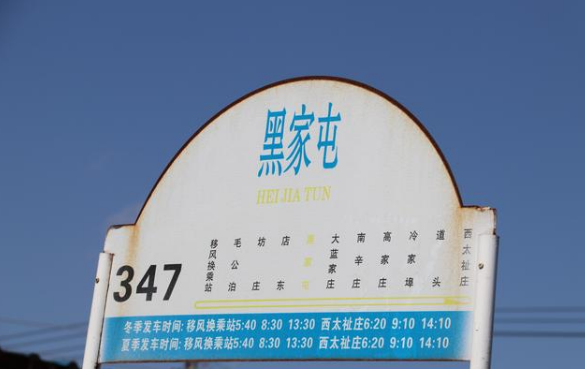 黑家屯
HEI JIA TUN
347
移风换乘站
毛公泊
坊庄
店东
黑家屯
大蓝家庄
南辛庄
高家庄
冷家埠
道头
西太祉庄
冬季发车时间: 移风换乘站5:40 8:30 13:30 西太祉庄6:20 9:10 14:10
夏季发车时间: 移风换乘站5:40 8:30 13:30 西太祉庄6:20 9:10 14:10